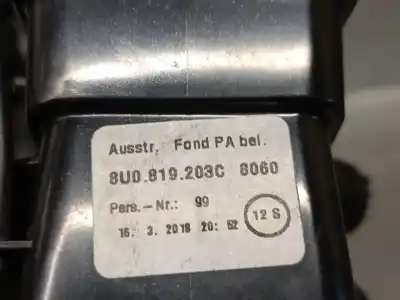 Ausstr. Fond PA bel.
8U0.819.203C 6060
Pers.-Nr.: 99
12 S
16. 3.2018 20:52